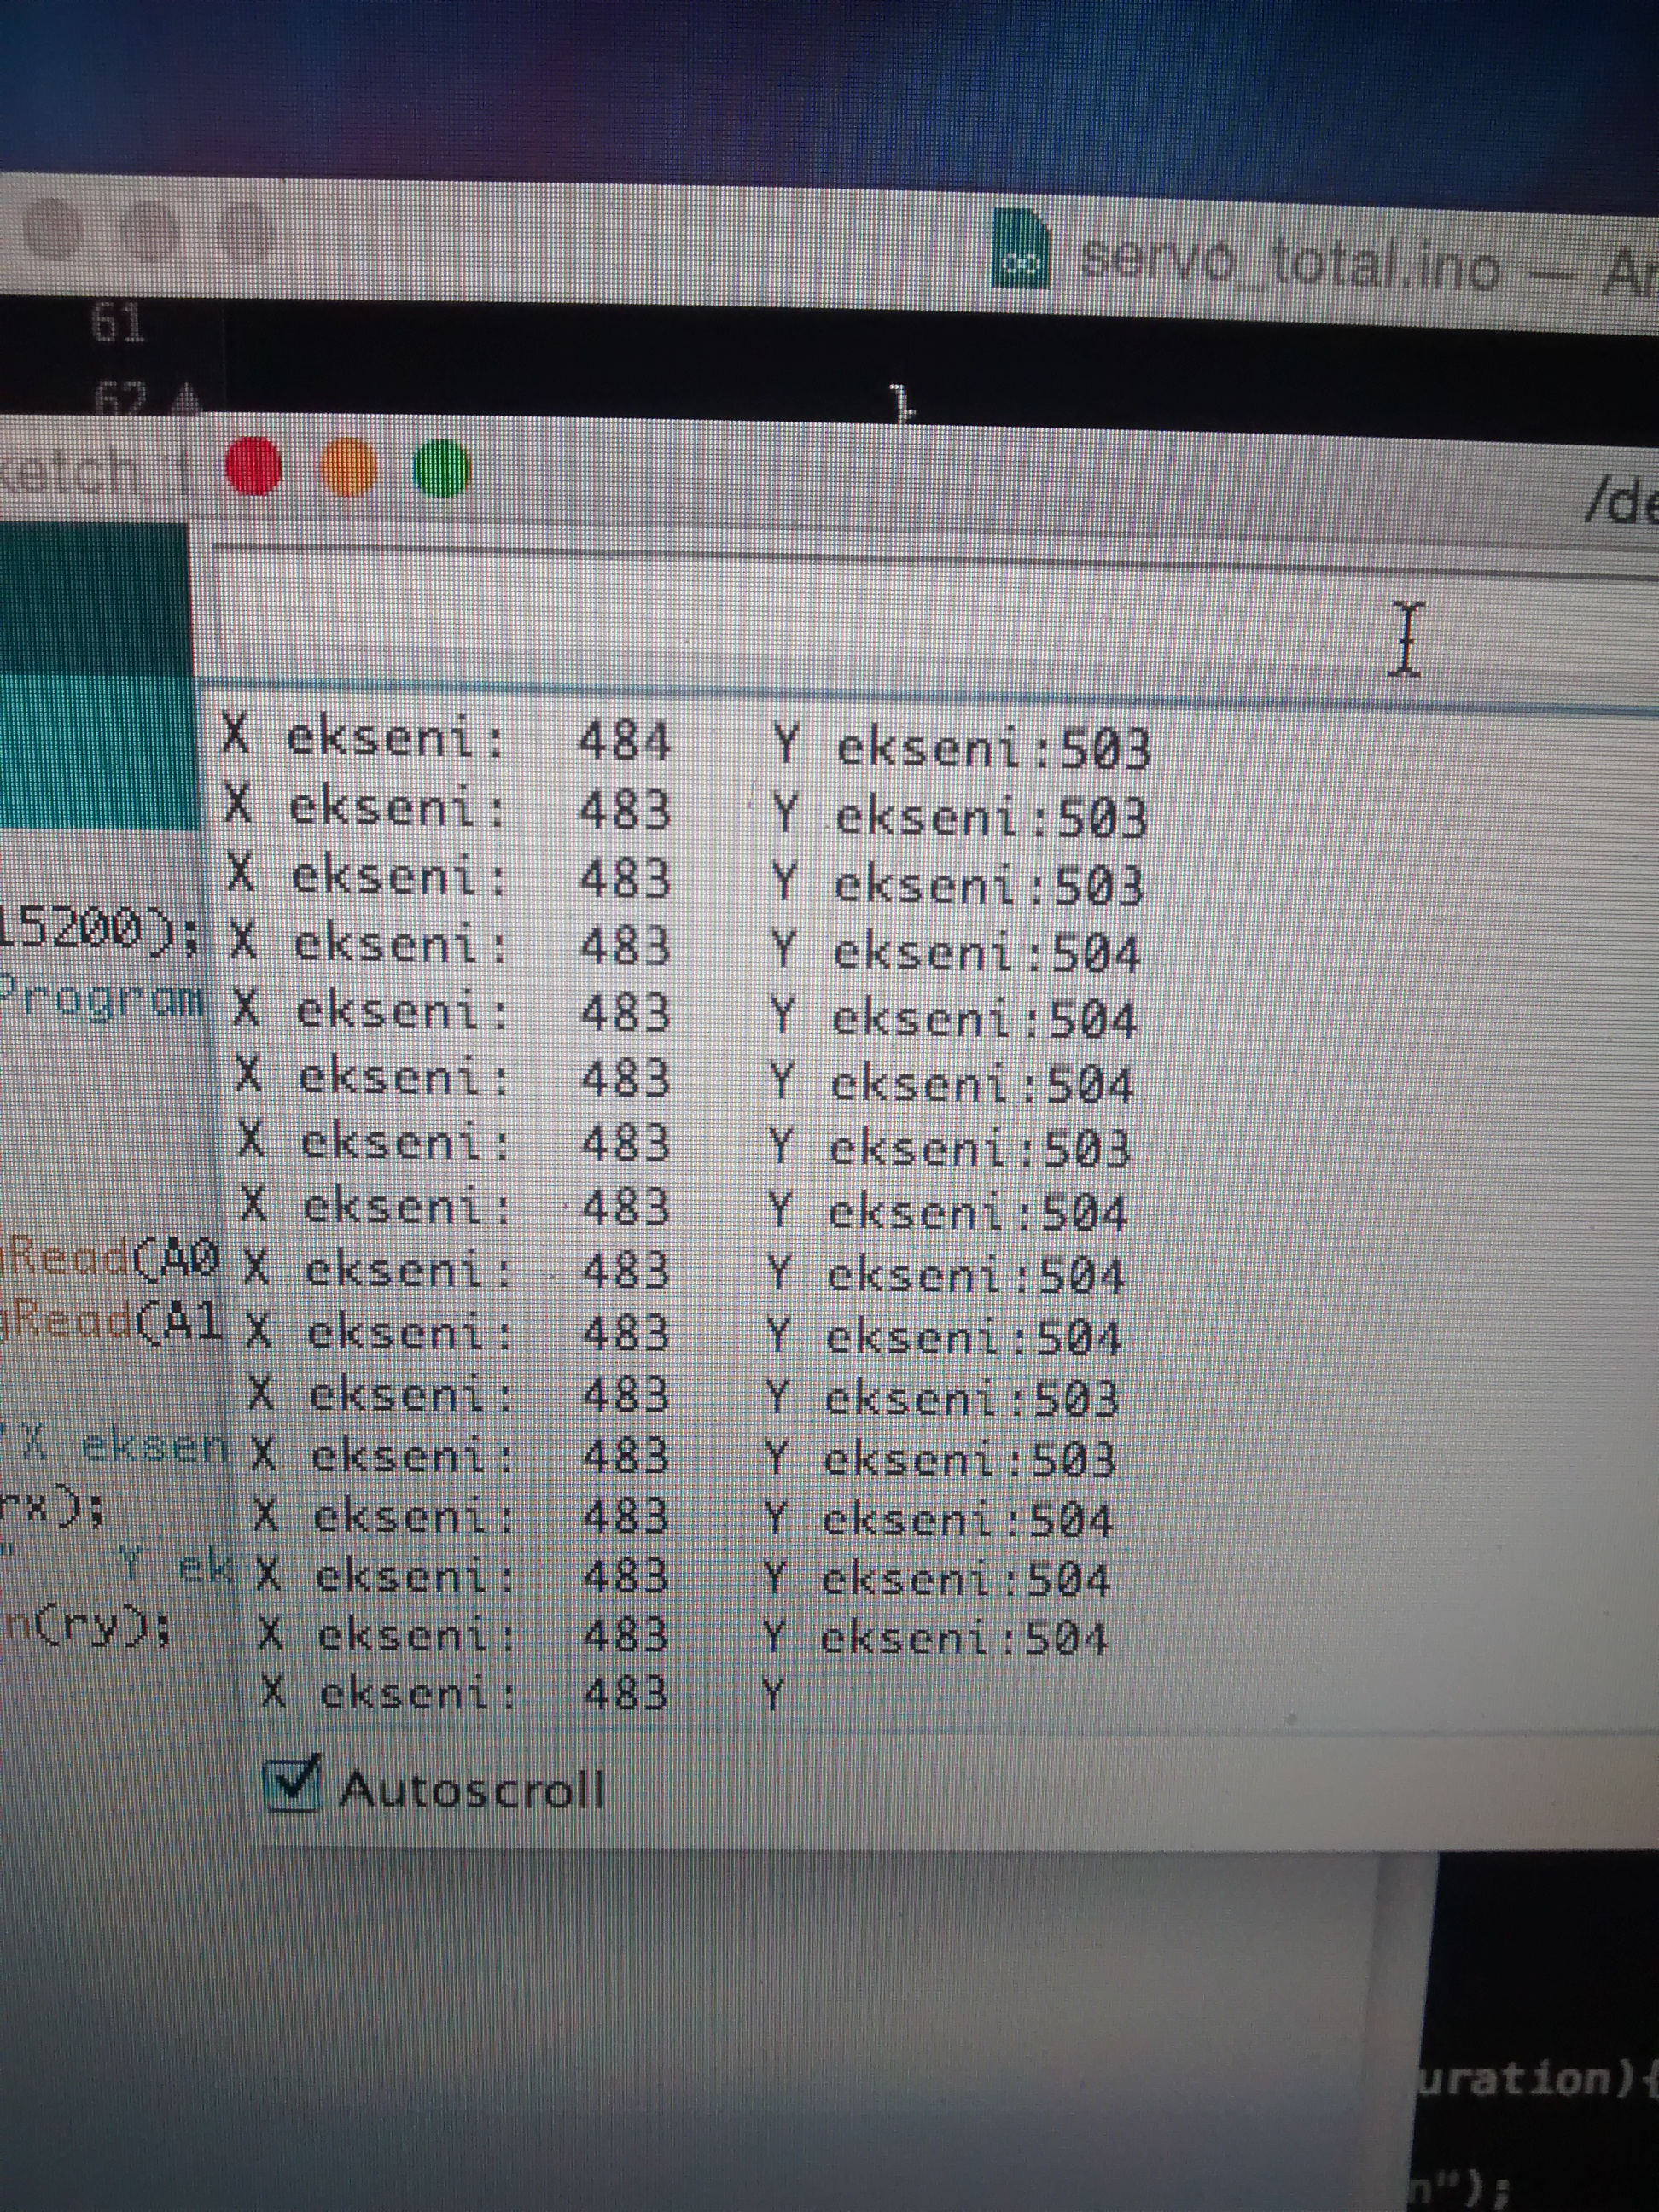 servo_total.ino — Ar
61
62
}
ketch_1
/de
X ekseni: 484 Y ekseni:503
X ekseni: 483 Y ekseni:503
X ekseni: 483 Y ekseni:503
15200); X ekseni: 483 Y ekseni:504
Program X ekseni: 483 Y ekseni:504
X ekseni: 483 Y ekseni:504
X ekseni: 483 Y ekseni:503
X ekseni: 483 Y ekseni:504
gRead(A0 X ekseni: 483 Y ekseni:504
gRead(A1 X ekseni: 483 Y ekseni:504
X ekseni: 483 Y ekseni:503
"X eksen X ekseni: 483 Y ekseni:503
rx); X ekseni: 483 Y ekseni:504
" Y ek X ekseni: 483 Y ekseni:504
n(ry); X ekseni: 483 Y ekseni:504
X ekseni: 483 Y
Autoscroll
uration){
n");